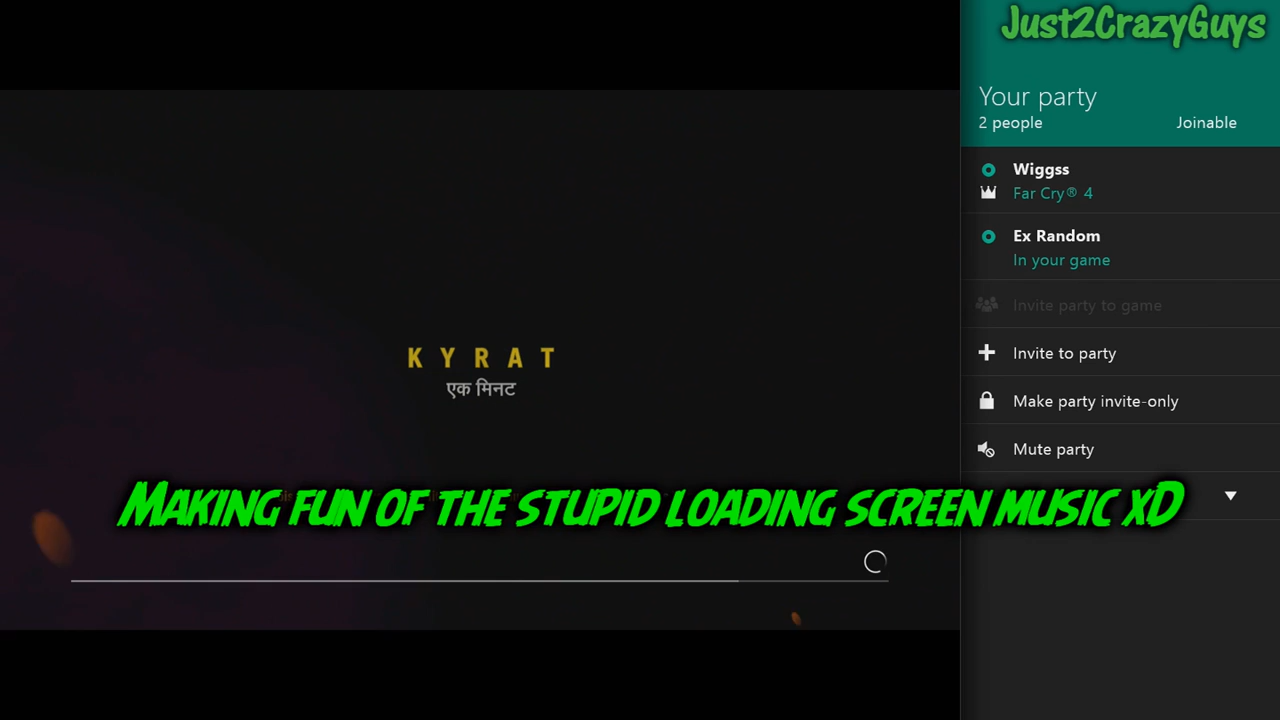 Just2CrazyGuys
Your party
2 people
Joinable
Wiggss
Far Cry® 4
Ex Random
In your game
Invite party to game
Invite to party
Make party invite-only
Mute party
K Y R A T
एक मिनट
Making fun of the stupid loading screen music xD